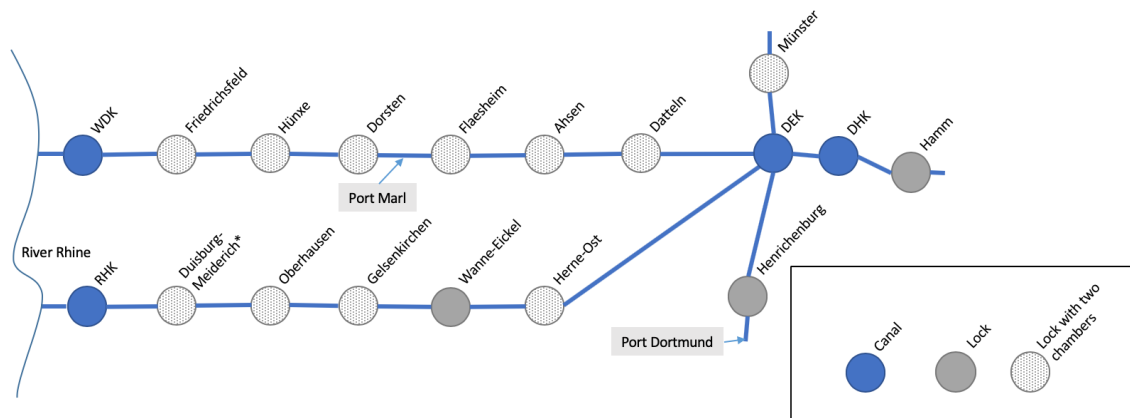 Münster
WDK
Friedrichsfeld
Hünxe
Dorsten
Flaesheim
Ahsen
Datteln
DEK
DHK
Hamm
Port Marl
River Rhine
RHK
Duisburg-
Meiderich*
Oberhausen
Gelsenkirchen
Wanne-Eickel
Herne-Ost
Henrichenburg
Port Dortmund
Canal
Lock
Lock with two
chambers